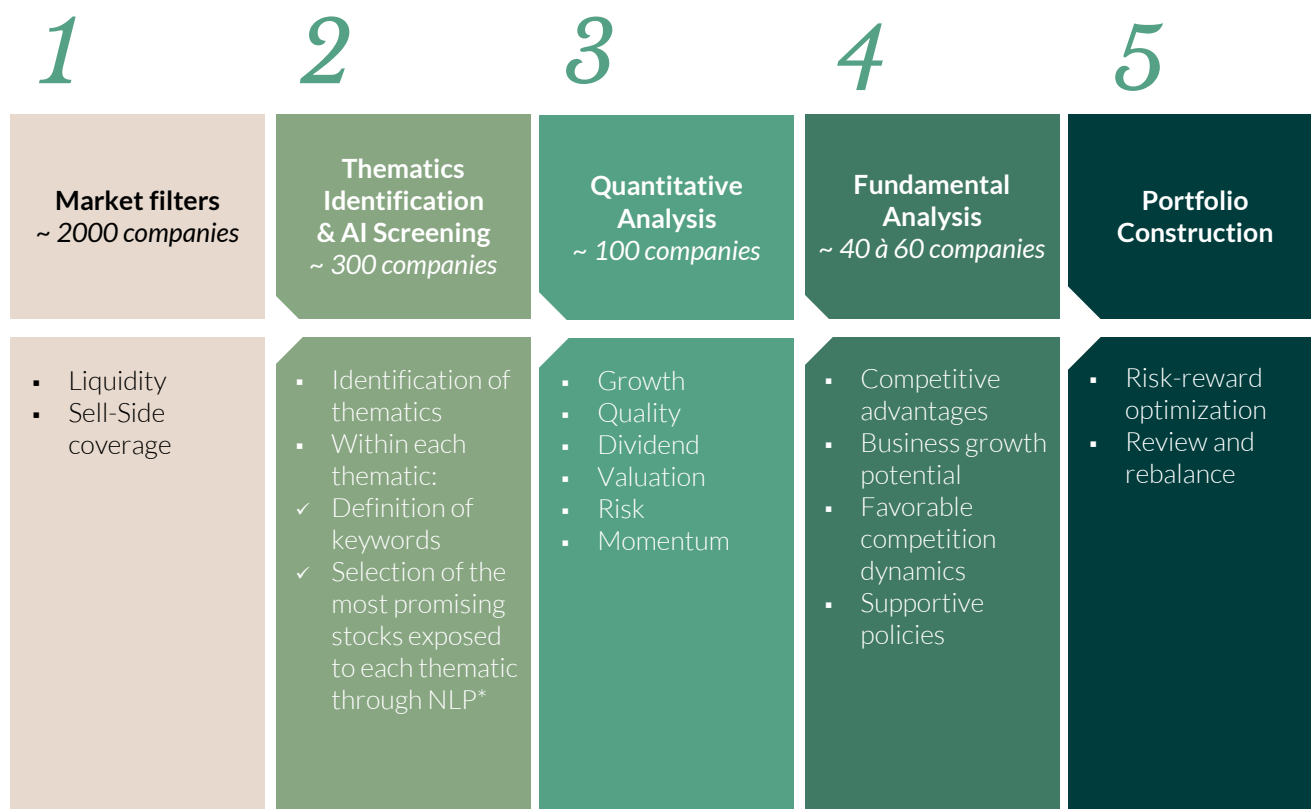 1
2
3
4
5
Market filters
~ 2000 companies
Thematics
Identification
& AI Screening
~ 300 companies
Quantitative
Analysis
~ 100 companies
Fundamental
Analysis
~ 40 à 60 companies
Portfolio
Construction
▪ Liquidity
▪ Sell-Side
coverage
▪ Identification of
thematics
▪ Within each
thematic:
✓ Definition of
keywords
✓ Selection of the
most promising
stocks exposed
to each thematic
through NLP*
▪ Growth
▪ Quality
▪ Dividend
▪ Valuation
▪ Risk
▪ Momentum
▪ Competitive
advantages
▪ Business growth
potential
▪ Favorable
competition
dynamics
▪ Supportive
policies
▪ Risk-reward
optimization
▪ Review and
rebalance